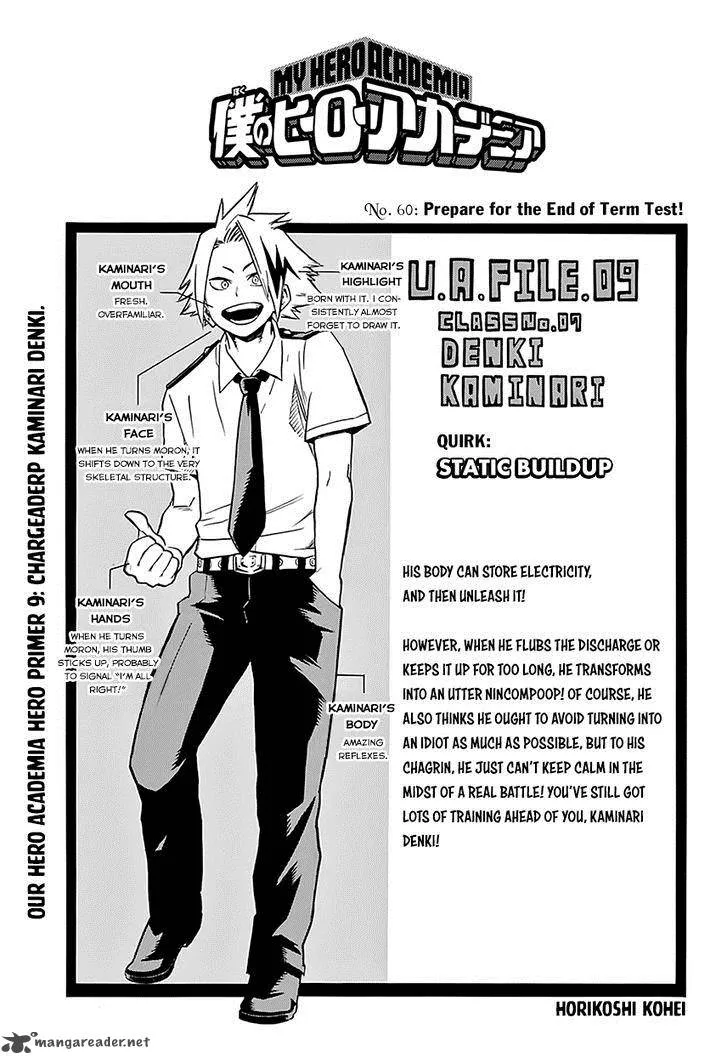 MY HERO ACADEMIA
僕のヒーローアカデミア
ぼく
No. 60: Prepare for the End of Term Test!
OUR HERO ACADEMIA HERO PRIMER 9: CHARGEADERP KAMINARI DENKI.
KAMINARI'S
MOUTH
FRESH.
OVERFAMILIAR.
KAMINARI'S
HIGHLIGHT
BORN WITH IT. I CON-
SISTENTLY ALMOST
FORGET TO DRAW IT.
KAMINARI'S
FACE
WHEN HE TURNS MORON, IT
SHIFTS DOWN TO THE VERY
SKELETAL STRUCTURE.
KAMINARI'S
HANDS
WHEN HE TURNS
MORON, HIS THUMB
STICKS UP, PROBABLY
TO SIGNAL "I'M ALL
RIGHT!"
KAMINARI'S
BODY
AMAZING
REFLEXES.
U.A.FILE.09
CLASS No.07
DENKI
KAMINARI
QUIRK:
STATIC BUILDUP
HIS BODY CAN STORE ELECTRICITY,
AND THEN UNLEASH IT!
HOWEVER, WHEN HE FLUBS THE DISCHARGE OR
KEEPS IT UP FOR TOO LONG, HE TRANSFORMS
INTO AN UTTER NINCOMPOOP! OF COURSE, HE
ALSO THINKS HE OUGHT TO AVOID TURNING INTO
AN IDIOT AS MUCH AS POSSIBLE, BUT TO HIS
CHAGRIN, HE JUST CAN'T KEEP CALM IN THE
MIDST OF A REAL BATTLE! YOU'VE STILL GOT
LOTS OF TRAINING AHEAD OF YOU, KAMINARI
DENKI!
HORIKOSHI KOHEI
mangareader.net